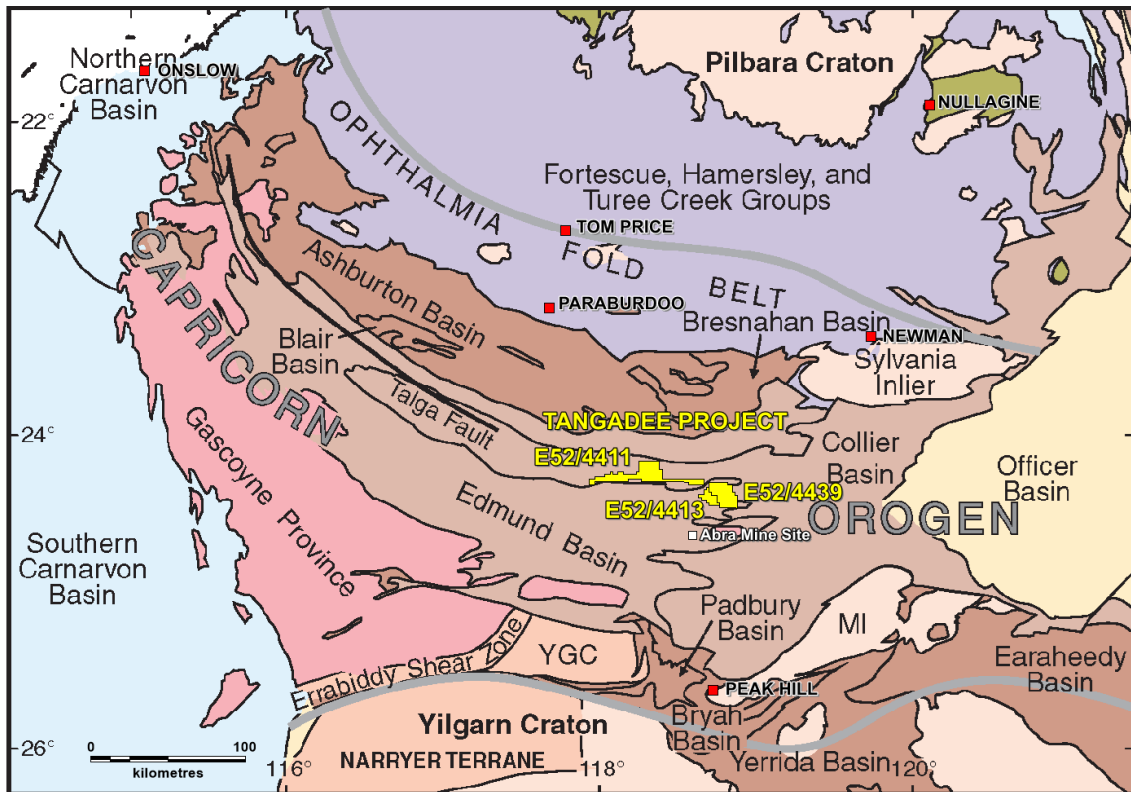 Northern
Carnarvon
Basin
ONSLOW
Pilbara Craton
NULLAGINE
22°
OPHTHALMIA
FOLD
BELT
Fortescue, Hamersley, and
Turee Creek Groups
TOM PRICE
PARABURDOO
Ashburton Basin
Bresnahan Basin
NEWMAN
Sylvania
Inlier
CAPRICORN
Blair
Basin
Talga Fault
24°
TANGADEE PROJECT
E52/4411
E52/4413
E52/4439
Collier
Basin
Officer
Basin
OROGEN
Abra Mine Site
Gascoyne Province
Edmund Basin
Southern
Carnarvon
Basin
Padbury
Basin
MI
Earaheedy
Basin
Errabiddy Shear Zone
YGC
PEAK HILL
Bryah
Basin
Yilgarn Craton
NARRYER TERRANE
Yerrida Basin
26°
0 100
kilometres
116°
118°
120°